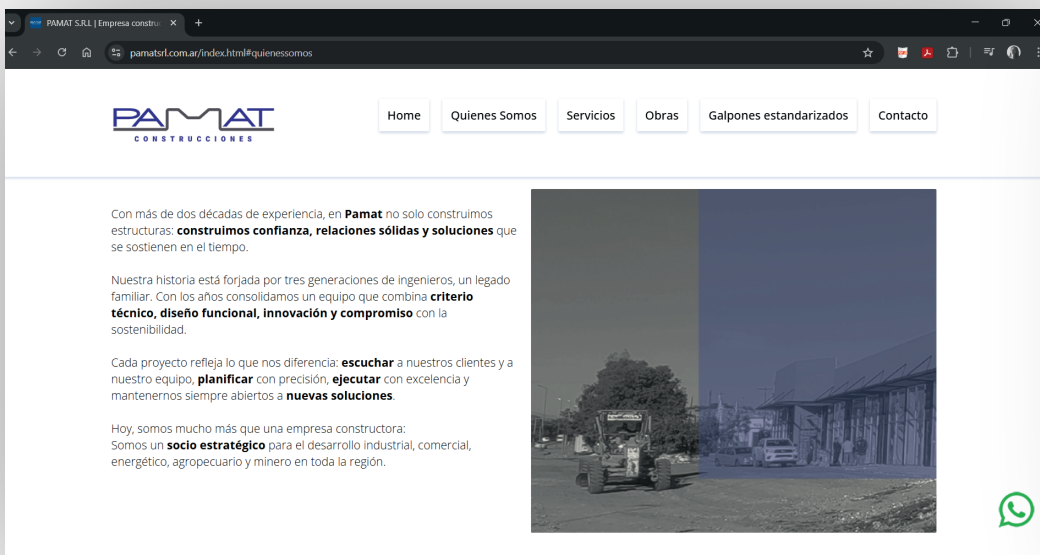 PAMAT S.R.L | Empresa constru
pamatsrl.com.ar/index.html#quienessomos
PAMAT
CONSTRUCCIONES
Home
Quienes Somos
Servicios
Obras
Galpones estandarizados
Contacto
Con más de dos décadas de experiencia, en Pamat no solo construimos
estructuras: construimos confianza, relaciones sólidas y soluciones que
se sostienen en el tiempo.
Nuestra historia está forjada por tres generaciones de ingenieros, un legado
familiar. Con los años consolidamos un equipo que combina criterio
técnico, diseño funcional, innovación y compromiso con la
sostenibilidad.
Cada proyecto refleja lo que nos diferencia: escuchar a nuestros clientes y a
nuestro equipo, planificar con precisión, ejecutar con excelencia y
mantenernos siempre abiertos a nuevas soluciones.
Hoy, somos mucho más que una empresa constructora:
Somos un socio estratégico para el desarrollo industrial, comercial,
energético, agropecuario y minero en toda la región.